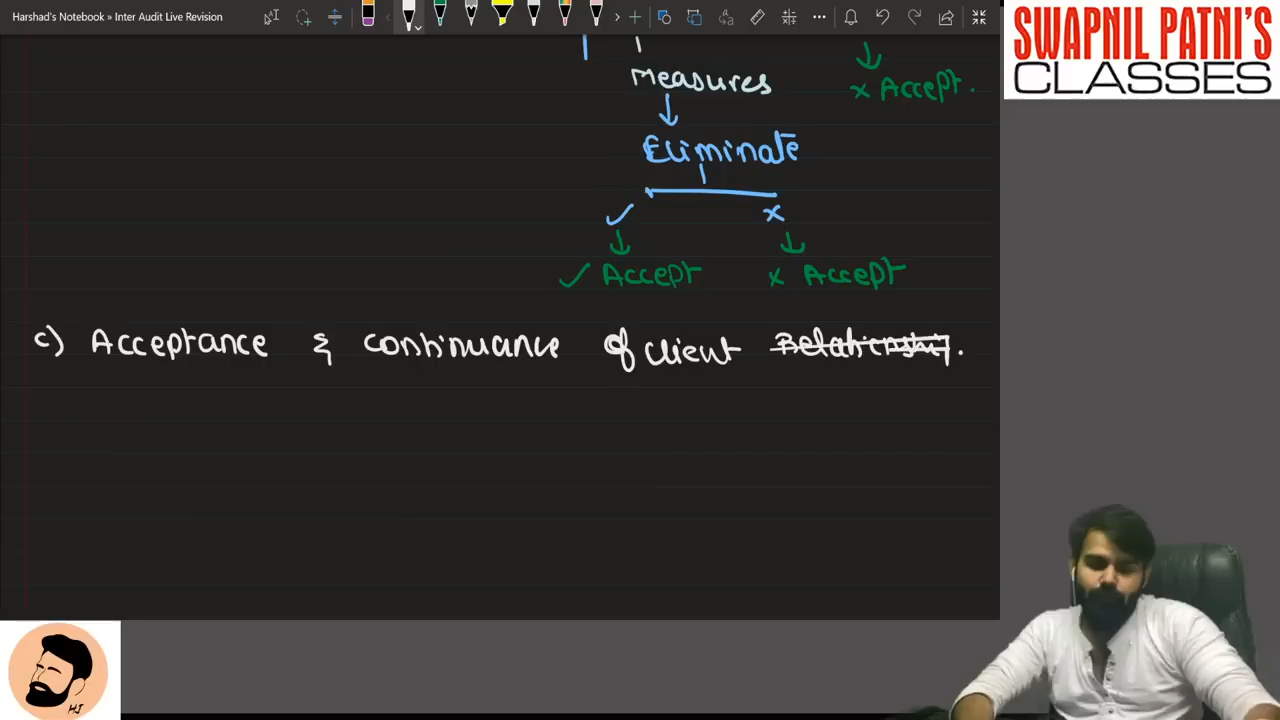 Harshad's Notebook » Inter Audit Live Revision
SWAPNIL PATNI'S
CLASSES
Measures
x Accept.
Eliminate
✓ x
✓ Accept x Accept
c) Acceptance & continuance of client Relationship.
HJ